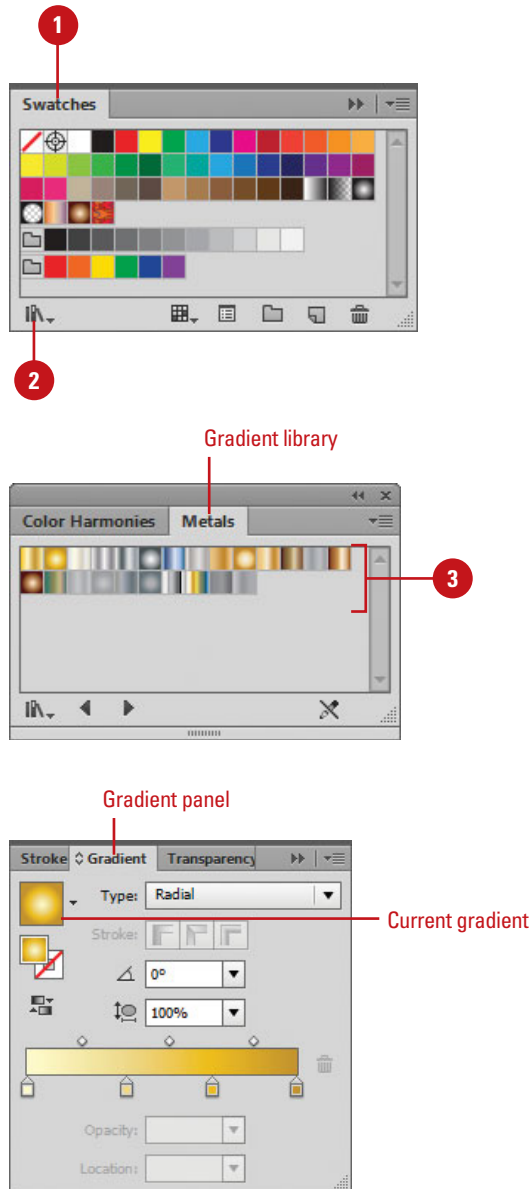 1
Swatches
2
Gradient library
Color Harmonies Metals
3
Gradient panel
Stroke Gradient Transparency
Type: Radial
Current gradient
Stroke:
0°
100%
Opacity:
Location: